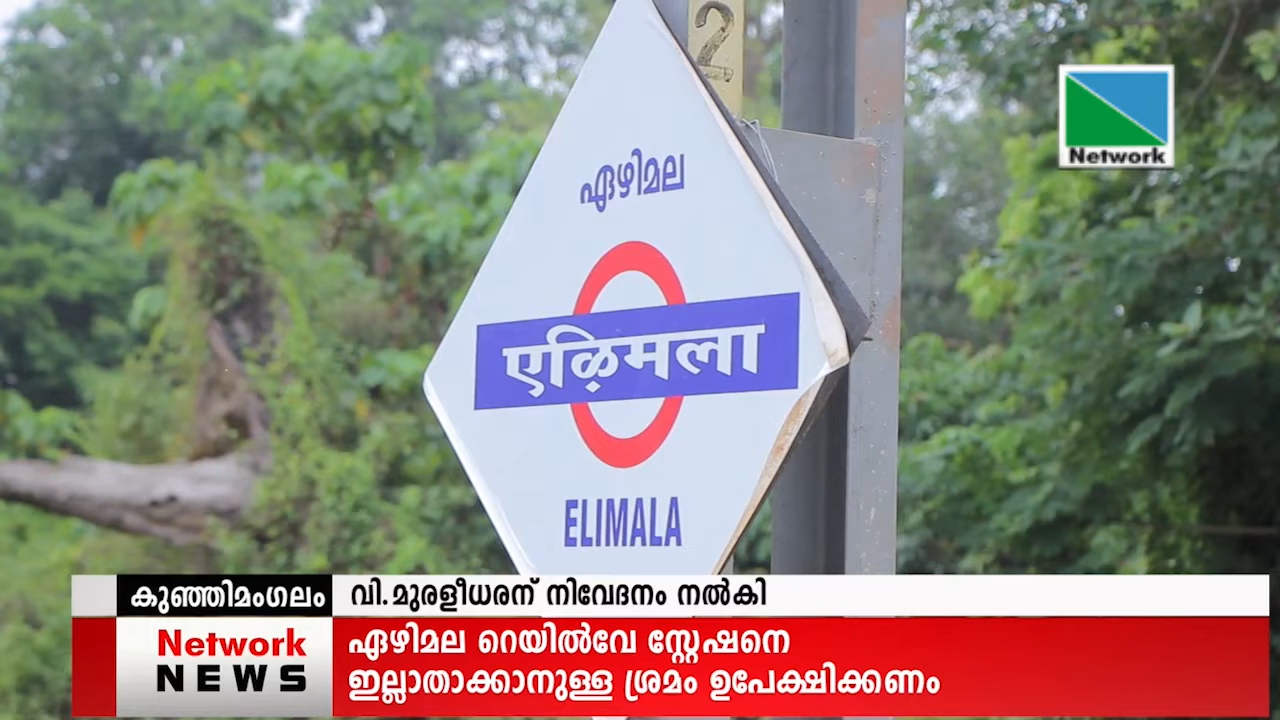 2
ഏഴിമല
एऴिमला
ELIMALA
Network
കുഞ്ഞിമംഗലം
വി.മുരളീധരന് നിവേദനം നൽകി
Network
NEWS
ഏഴിമല റെയിൽവേ സ്റ്റേഷനെ
ഇല്ലാതാക്കാനുള്ള ശ്രമം ഉപേക്ഷിക്കണം